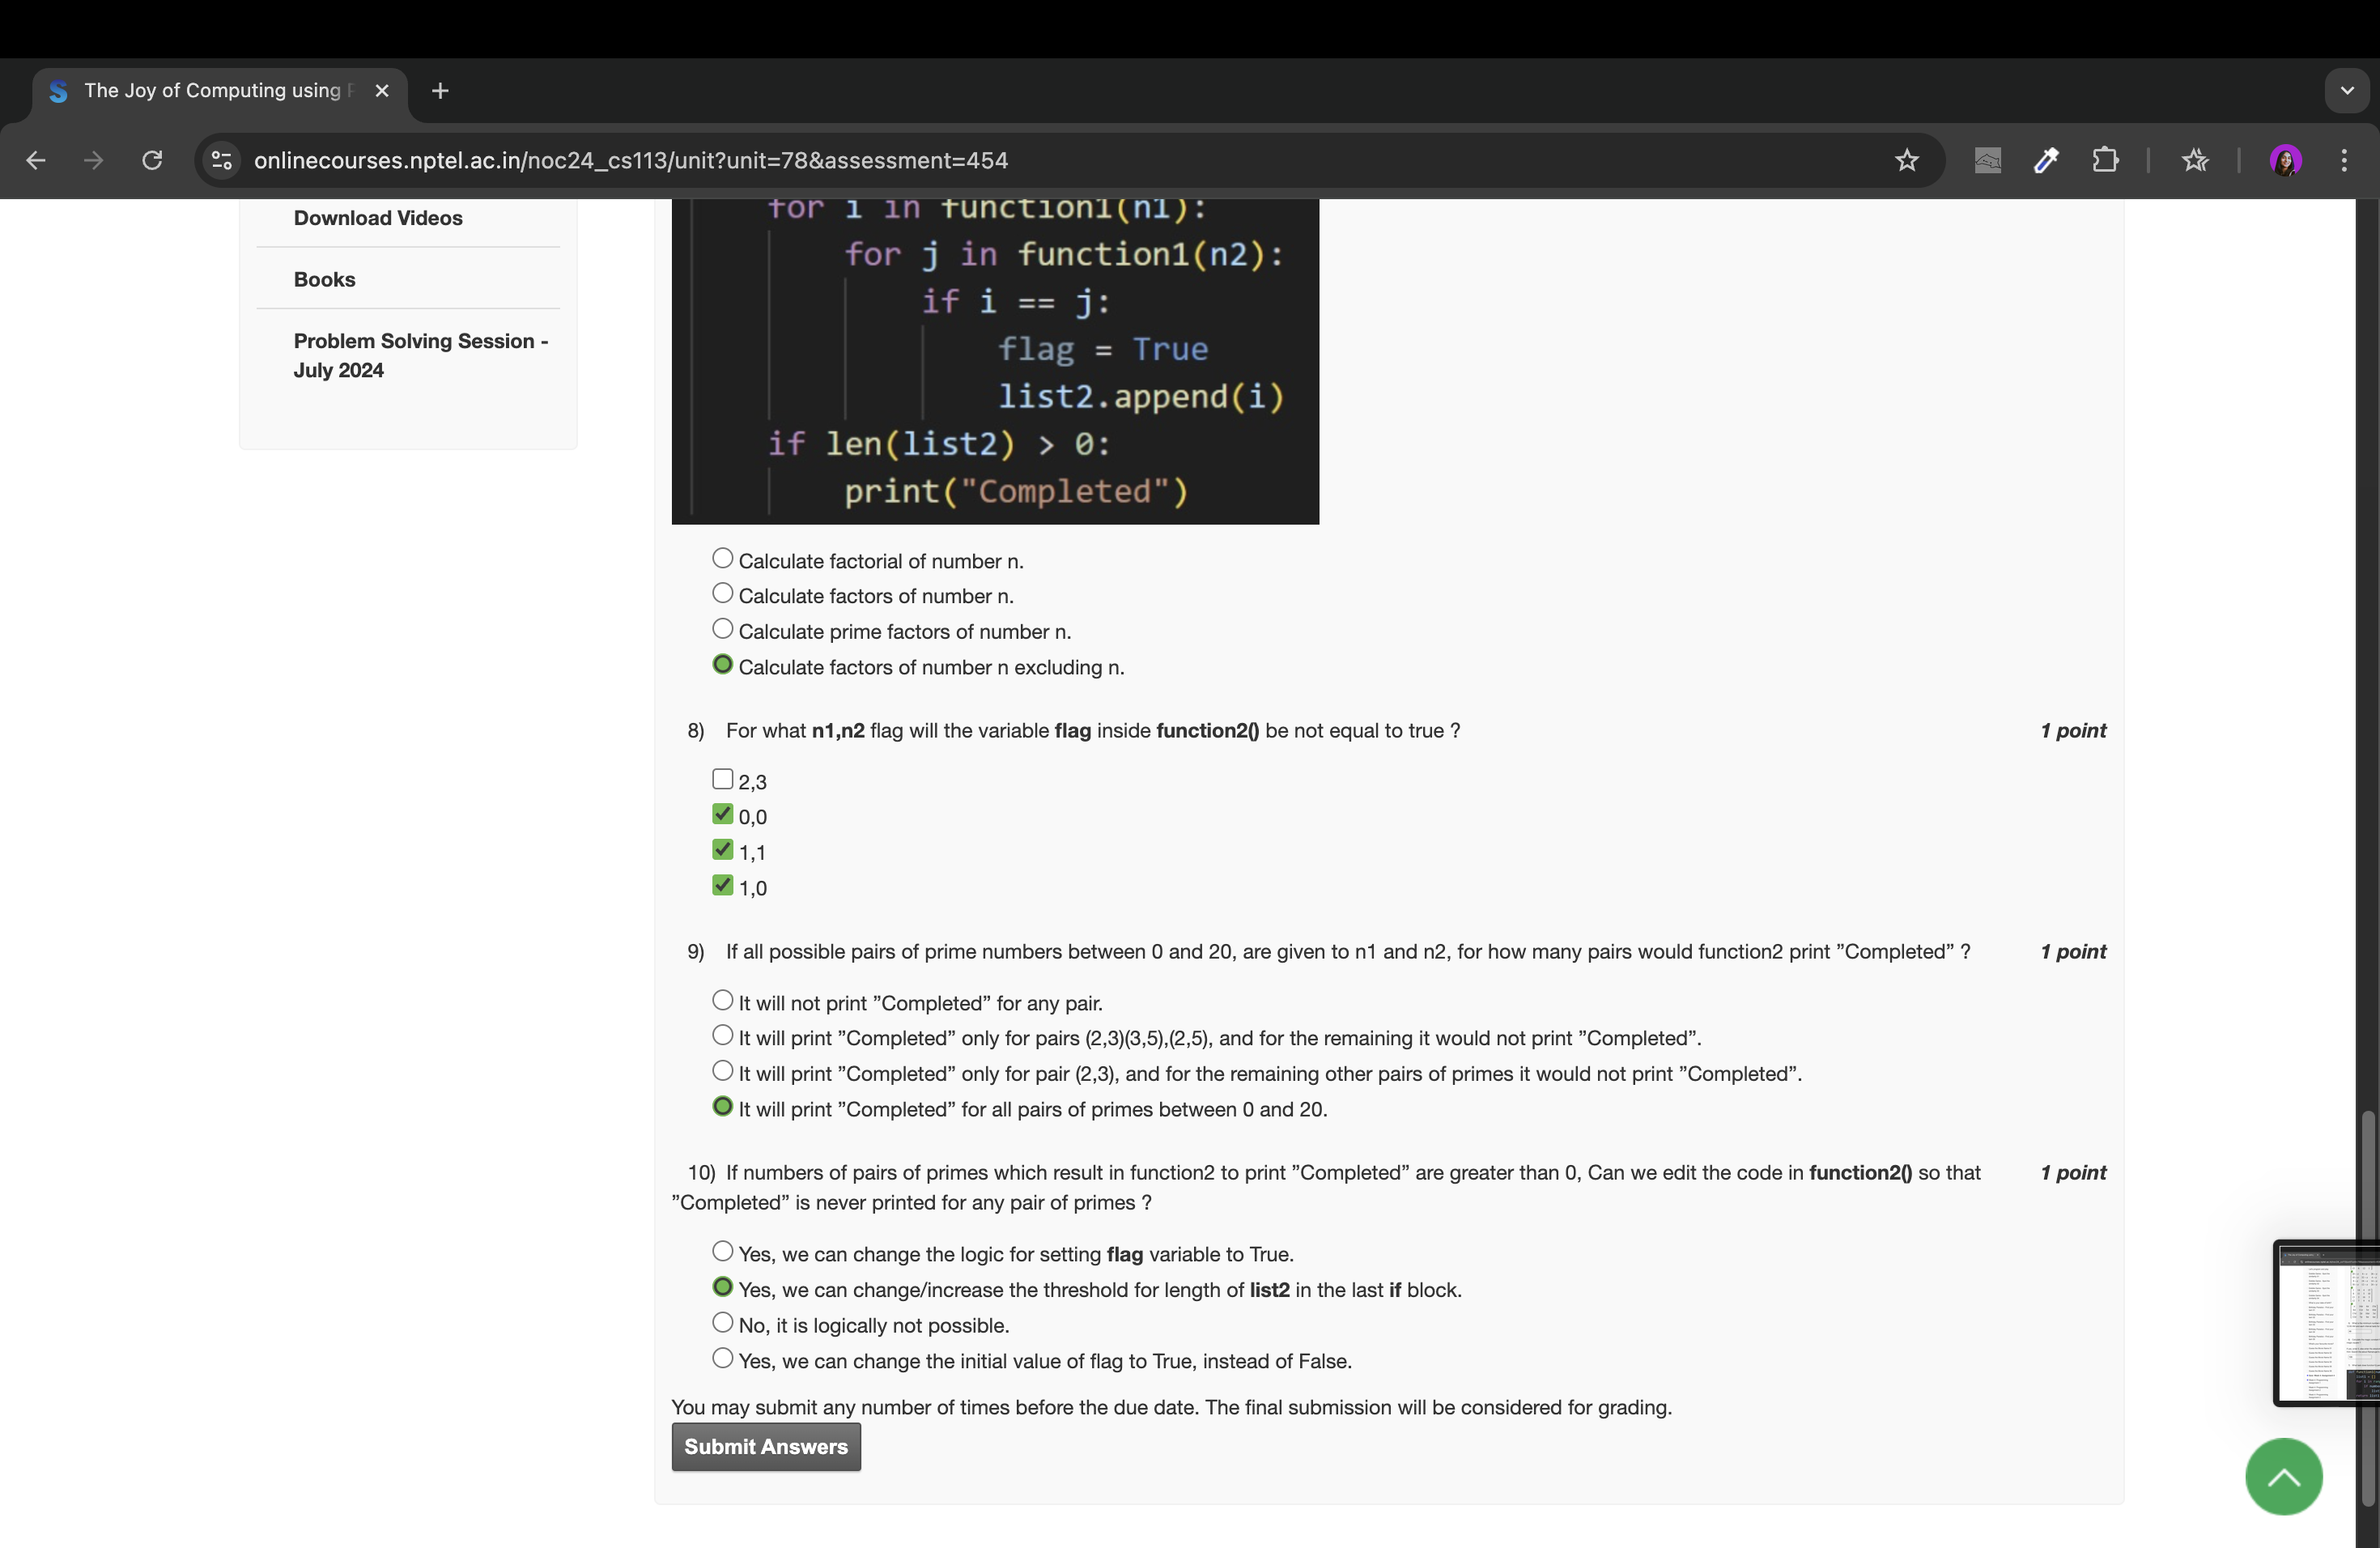 The Joy of Computing using
onlinecourses.nptel.ac.in/noc24_cs113/unit?unit=78&assessment=454
Download Videos
Books
Problem Solving Session -
July 2024
for i in function1(n1):
for j in function1(n2):
if i == j:
flag = True
list2.append(i)
if len(list2) > 0:
print("Completed")
Calculate factorial of number n.
Calculate factors of number n.
Calculate prime factors of number n.
Calculate factors of number n excluding n.
8) For what n1,n2 flag will the variable flag inside function2() be not equal to true ? 1 point
2,3
0,0
1,1
1,0
9) If all possible pairs of prime numbers between 0 and 20, are given to n1 and n2, for how many pairs would function2 print ”Completed” ? 1 point
It will not print ”Completed” for any pair.
It will print ”Completed” only for pairs (2,3)(3,5),(2,5), and for the remaining it would not print ”Completed”.
It will print ”Completed” only for pair (2,3), and for the remaining other pairs of primes it would not print ”Completed”.
It will print ”Completed” for all pairs of primes between 0 and 20.
10) If numbers of pairs of primes which result in function2 to print ”Completed” are greater than 0, Can we edit the code in function2() so that 1 point
”Completed” is never printed for any pair of primes ?
Yes, we can change the logic for setting flag variable to True.
Yes, we can change/increase the threshold for length of list2 in the last if block.
No, it is logically not possible.
Yes, we can change the initial value of flag to True, instead of False.
You may submit any number of times before the due date. The final submission will be considered for grading.
Submit Answers